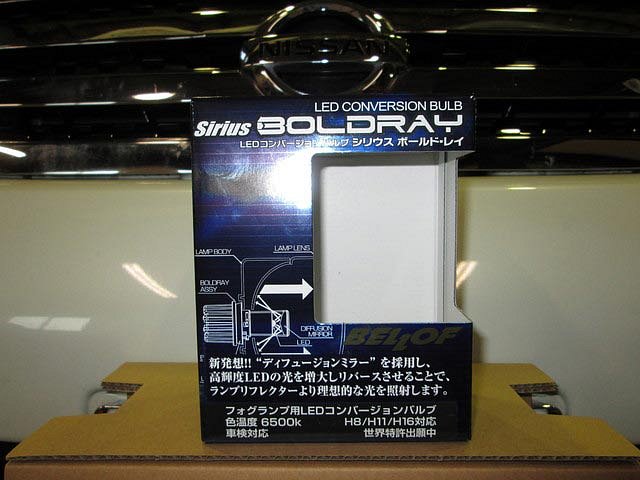 NISSAN
LED CONVERSION BULB
Sirius BOLDRAY
LEDコンバージョンバルブ シリウス ボールド・レイ
LAMP BODY
LAMP LENS
BOLDRAY
ASSY
DIFFUSION
MIRROR
LED
BELLOF
新発想!! “ディフュージョンミラー” を採用し、
高輝度LEDの光を増大しリバースさせることで、
ランプリフレクターより理想的な光を照射します。
フォグランプ用LEDコンバージョンバルブ
色温度 6500k H8/H11/H16対応
車検対応 世界特許出願中